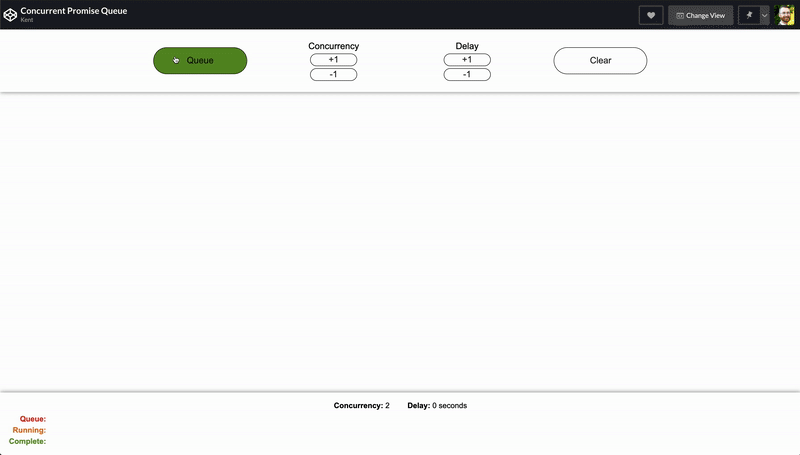 Concurrent Promise Queue
Kent
Change View
Queue
Concurrency
+1
-1
Delay
+1
-1
Clear
Concurrency: 2 Delay: 0 seconds
Queue:
Running:
Complete: